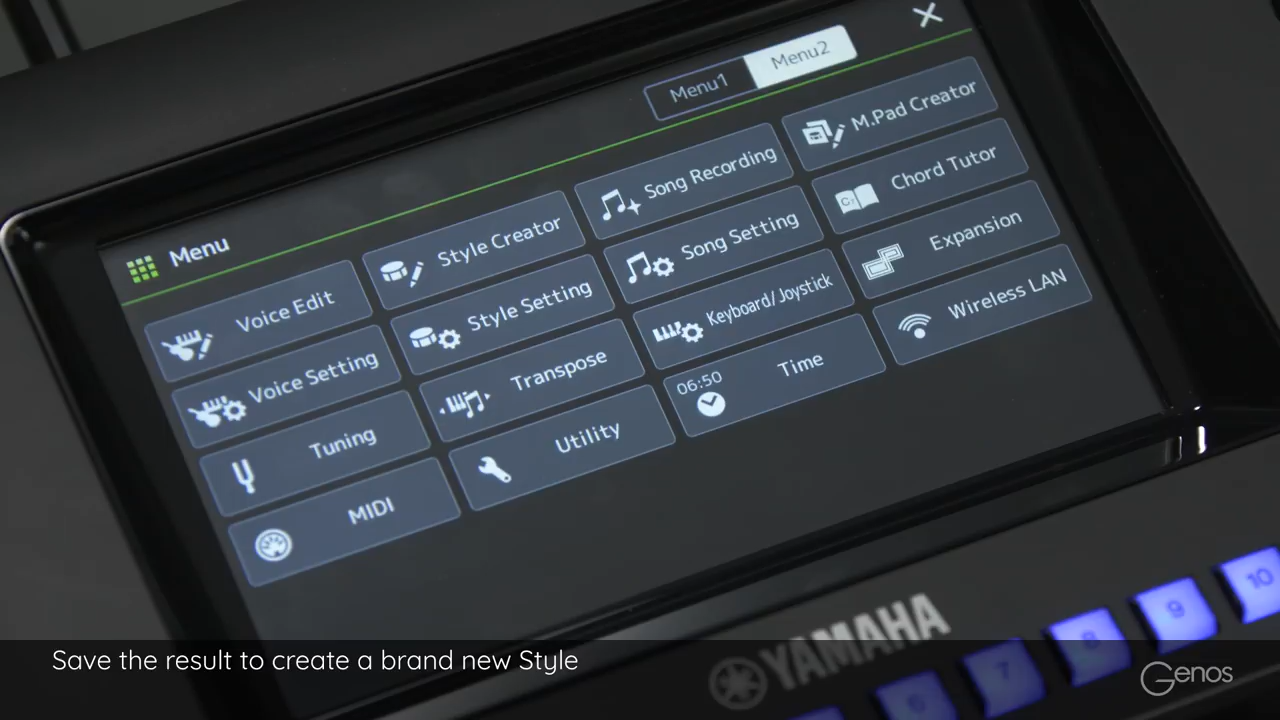 Menu
Menu1
Menu2
Voice Edit
Style Creator
Song Recording
M.Pad Creator
Voice Setting
Style Setting
Song Setting
Chord Tutor
Tuning
Transpose
Keyboard/Joystick
Expansion
MIDI
Utility
06:50
Time
Wireless LAN
YAMAHA
6
7
8
9
10
Save the result to create a brand new Style
Genos